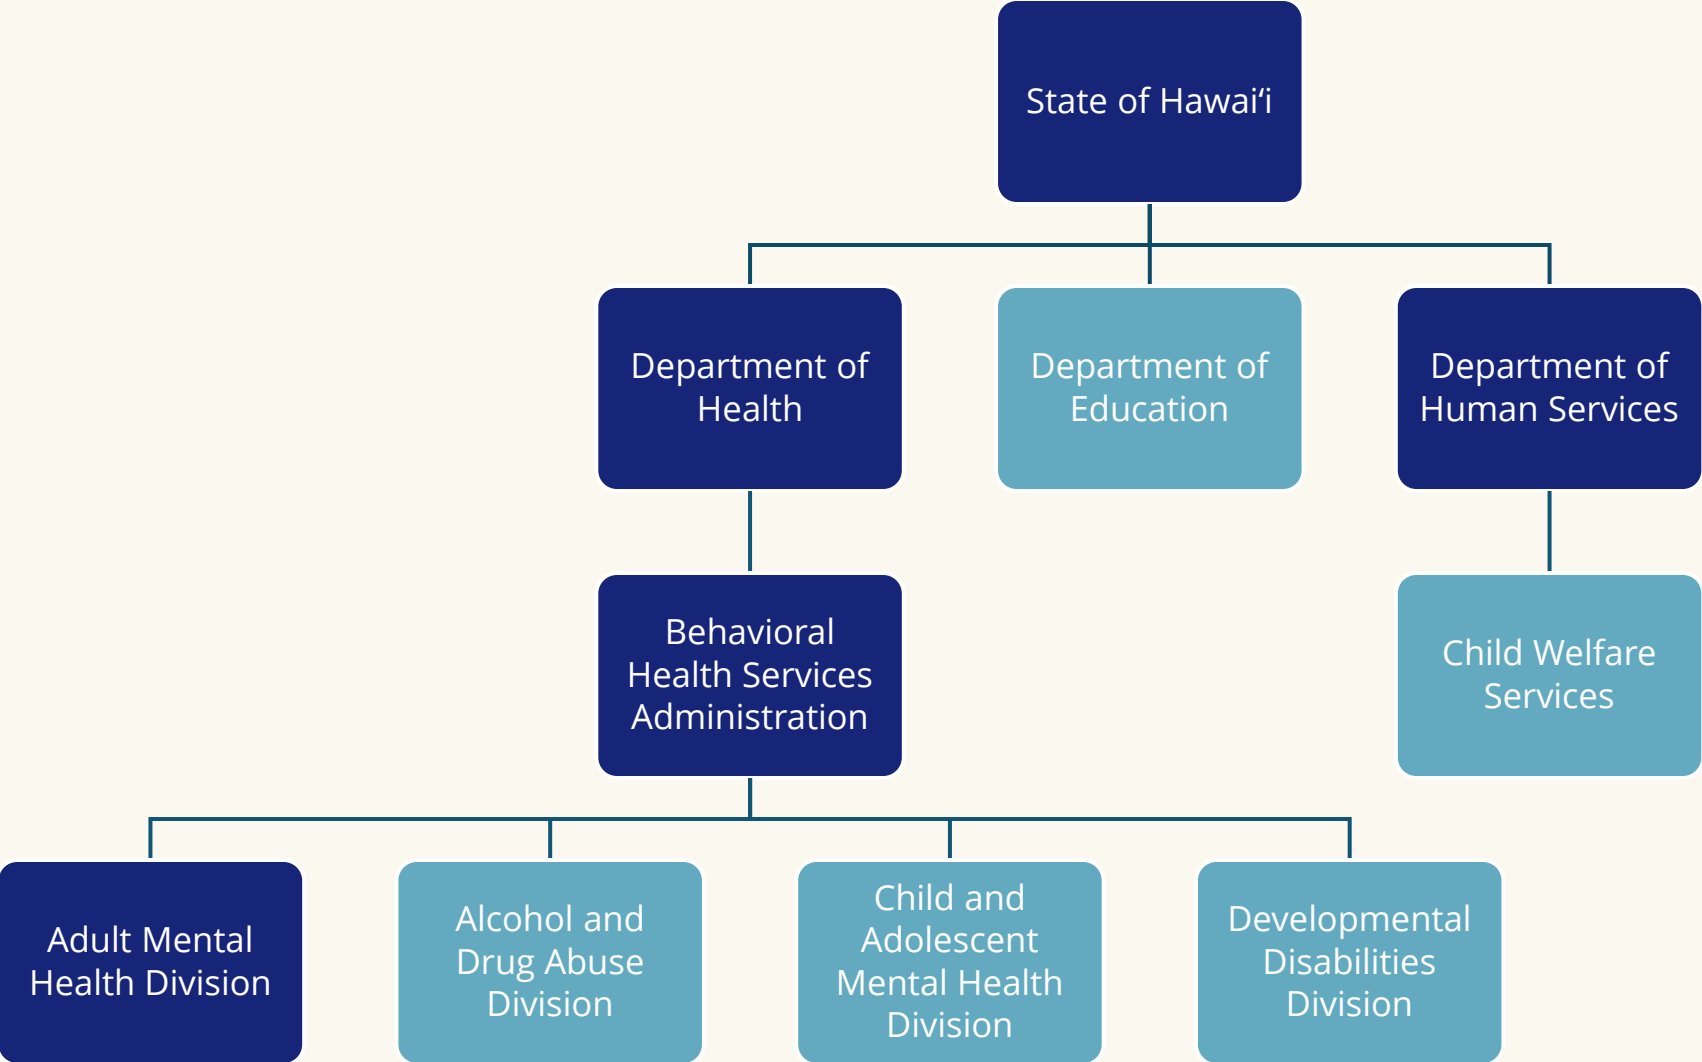 State of Hawaiʻi
Department of
Health
Department of
Education
Department of
Human Services
Behavioral
Health Services
Administration
Child Welfare
Services
Adult Mental
Health Division
Alcohol and
Drug Abuse
Division
Child and
Adolescent
Mental Health
Division
Developmental
Disabilities
Division